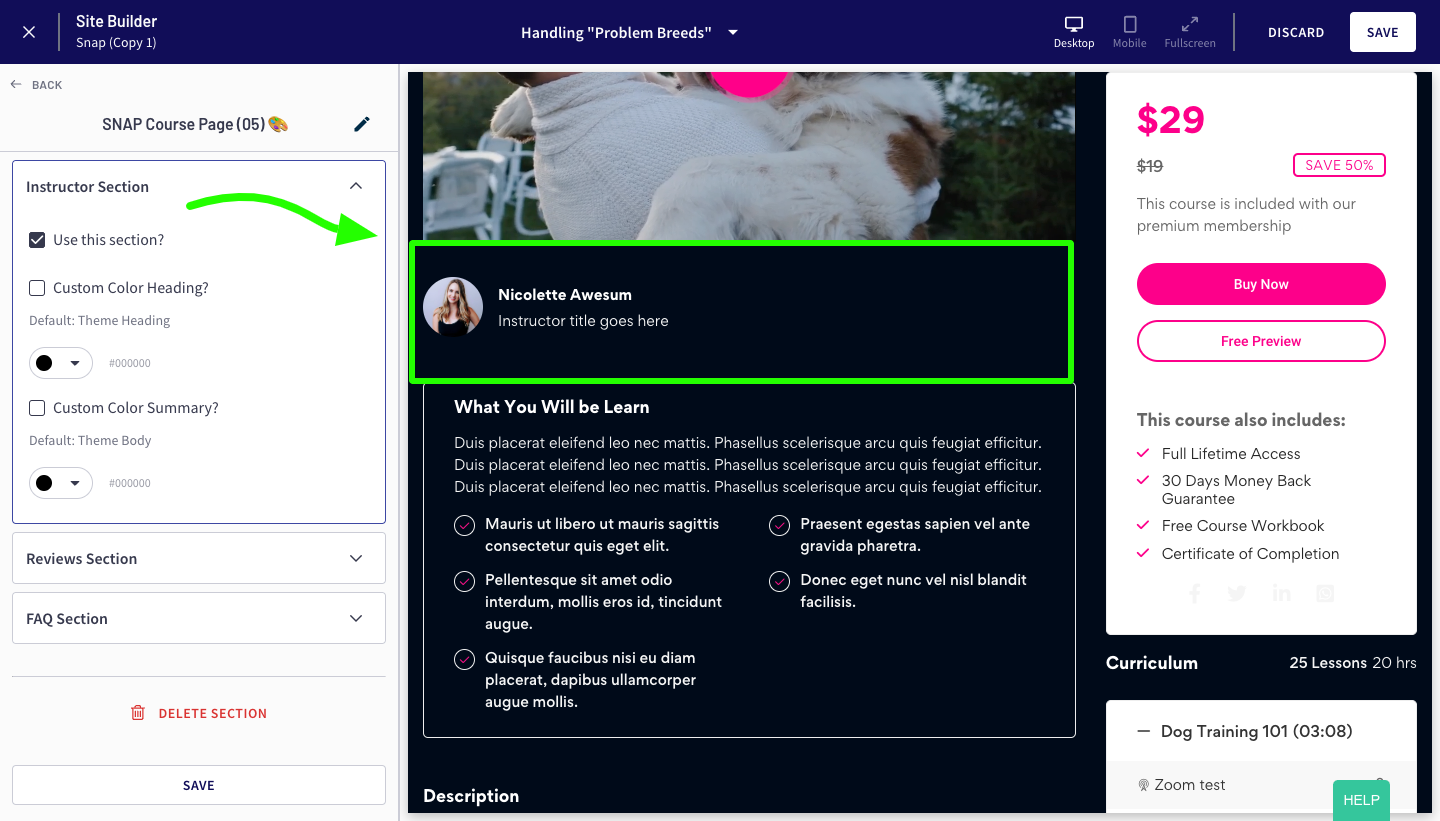 Site Builder
Snap (Copy 1)
Handling "Problem Breeds"
Desktop
Mobile
Fullscreen
DISCARD
SAVE
BACK
SNAP Course Page (05)🎨
Instructor Section
Use this section?
Custom Color Heading?
Default: Theme Heading
#000000
Custom Color Summary?
Default: Theme Body
#000000
Reviews Section
FAQ Section
DELETE SECTION
SAVE
Nicolette Awesum
Instructor title goes here
What You Will be Learn
Duis placerat eleifend leo nec mattis. Phasellus scelerisque arcu quis feugiat efficitur.
Duis placerat eleifend leo nec mattis. Phasellus scelerisque arcu quis feugiat efficitur.
Duis placerat eleifend leo nec mattis. Phasellus scelerisque arcu quis feugiat efficitur.
Mauris ut libero ut mauris sagittis
consectetur quis eget elit.
Praesent egestas sapien vel ante
gravida pharetra.
Pellentesque sit amet odio
interdum, mollis eros id, tincidunt
augue.
Donec eget nunc vel nisl blandit
facilisis.
Quisque faucibus nisi eu diam
placerat, dapibus ullamcorper
augue mollis.
Description
$29
$19
SAVE 50%
This course is included with our
premium membership
Buy Now
Free Preview
This course also includes:
Full Lifetime Access
30 Days Money Back
Guarantee
Free Course Workbook
Certificate of Completion
Curriculum
25 Lessons 20 hrs
Dog Training 101 (03:08)
Zoom test
HELP